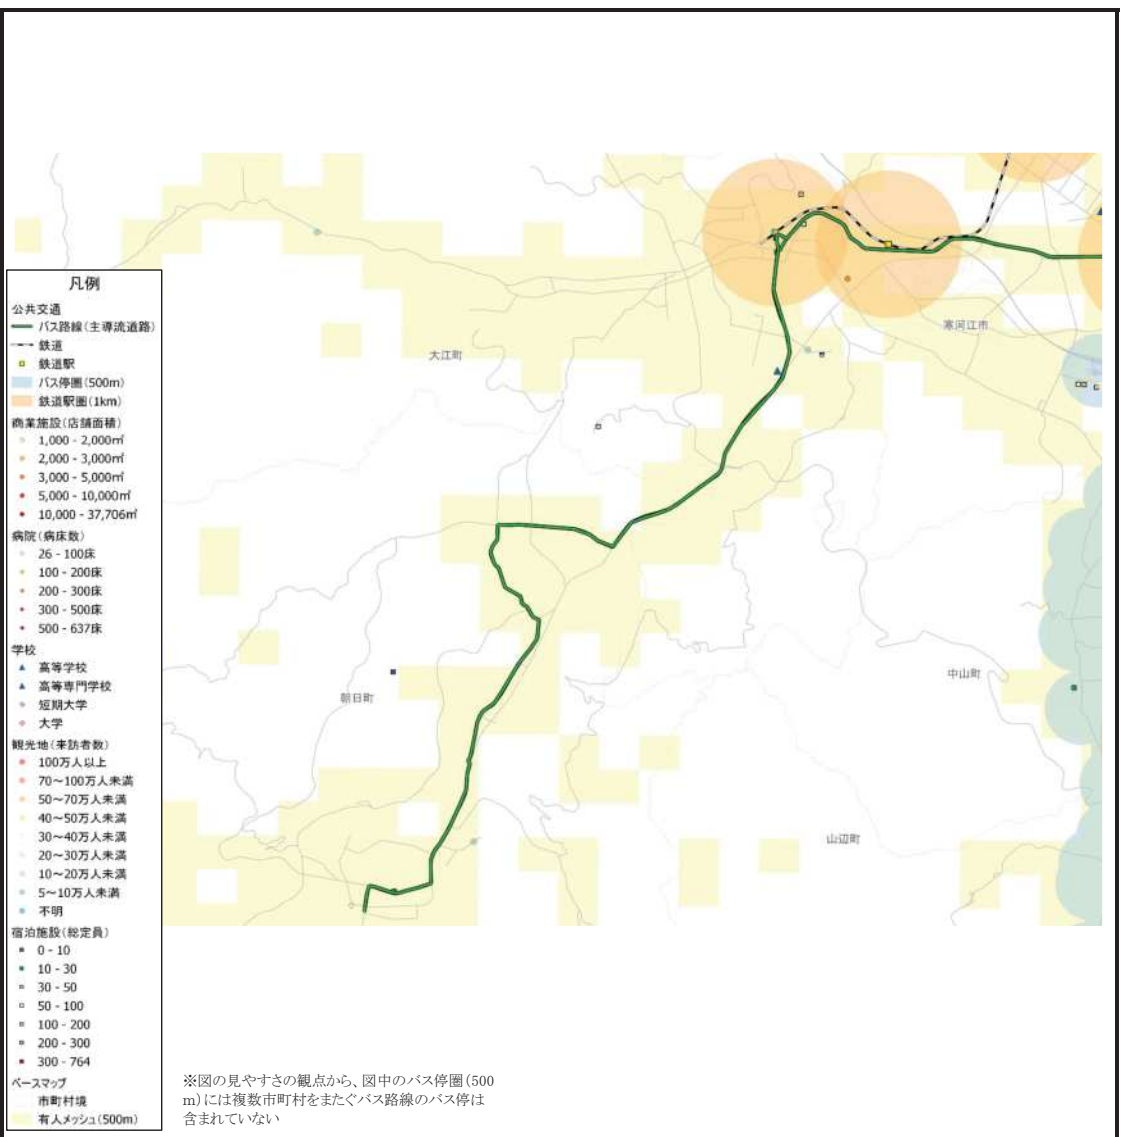 凡例
公共交通
バス路線(主導流道路)
鉄道
鉄道駅
バス停圏(500m)
鉄道駅圏(1km)
商業施設(店舗面積)
1,000 - 2,000㎡
2,000 - 3,000㎡
3,000 - 5,000㎡
5,000 - 10,000㎡
10,000 - 37,706㎡
病院(病床数)
26 - 100床
100 - 200床
200 - 300床
300 - 500床
500 - 637床
学校
高等学校
高等専門学校
短期大学
大学
観光地(来訪者数)
100万人以上
70～100万人未満
50～70万人未満
40～50万人未満
30～40万人未満
20～30万人未満
10～20万人未満
5～10万人未満
不明
宿泊施設(総定員)
0 - 10
10 - 30
30 - 50
50 - 100
100 - 200
200 - 300
300 - 764
ベースマップ
市町村境
有人メッシュ(500m)
寒河江市
大江町
中山町
朝日町
山辺町
※図の見やすさの観点から、図中のバス停圏(500
m)には複数市町村をまたぐバス路線のバス停は
含まれていない